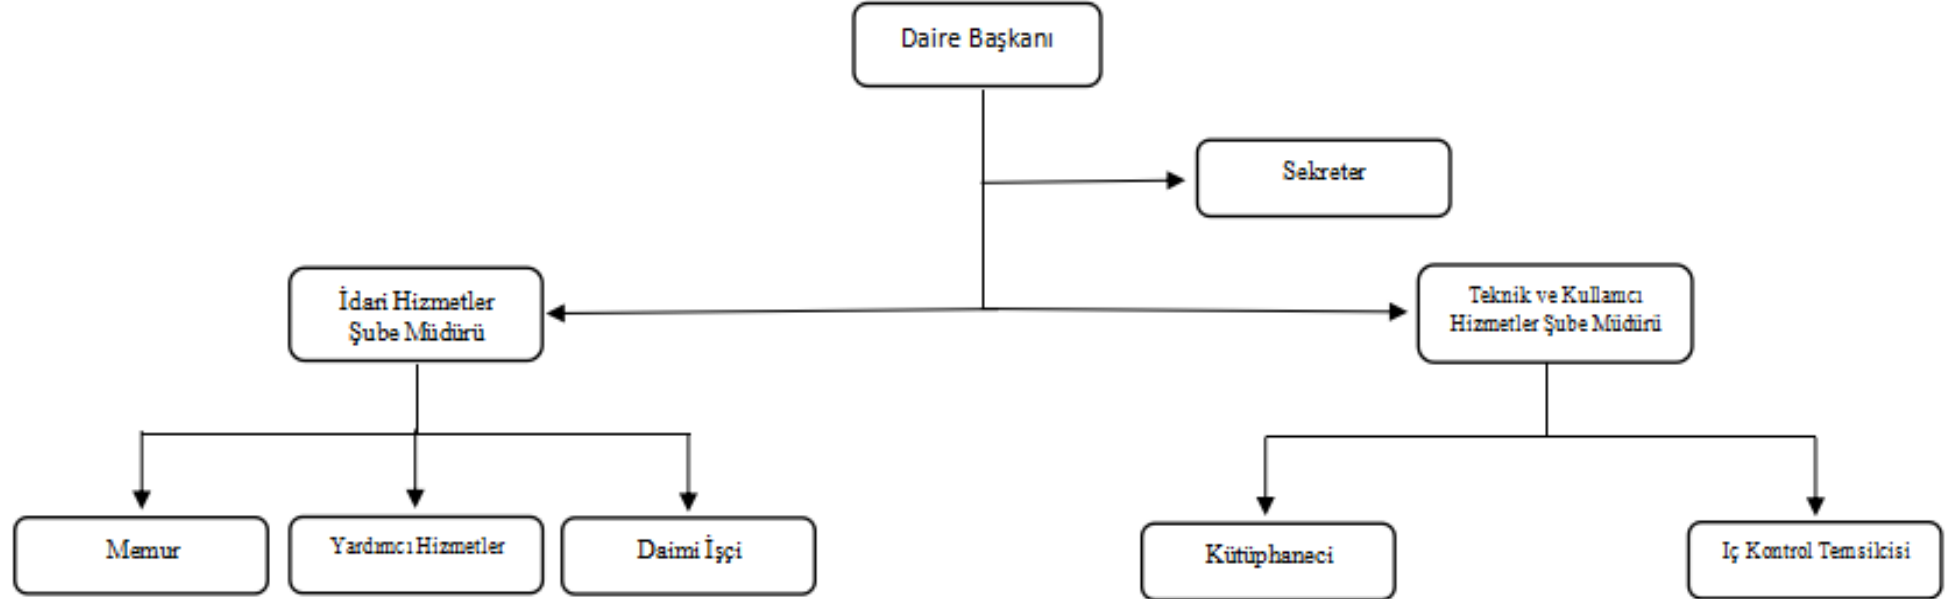 Daire Başkanı
Sekreter
İdari Hizmetler
Şube Müdürü
Teknik ve Kullanıcı
Hizmetler Şube Müdürü
Memur
Yardımcı Hizmetler
Daimi İşçi
Kütüphaneci
Iç Kontrol Temsilcisi